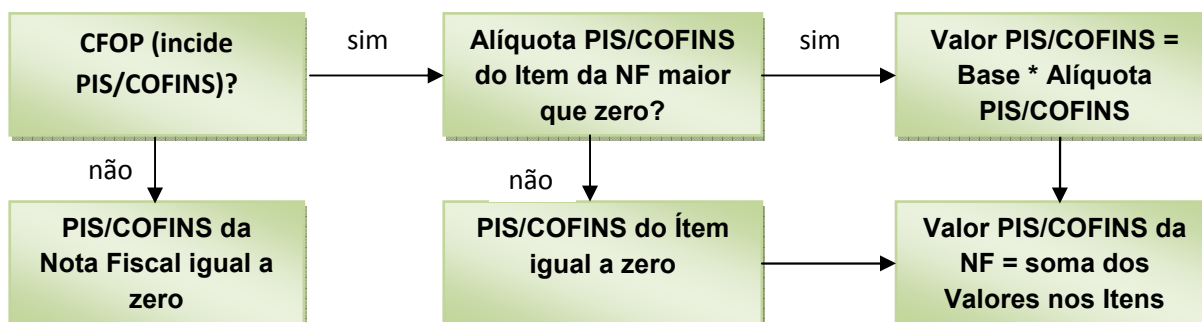 CFOP (incide
PIS/COFINS)?
sim
Alíquota PIS/COFINS
do Item da NF maior
que zero?
sim
Valor PIS/COFINS =
Base * Alíquota
PIS/COFINS
não
não
PIS/COFINS da
Nota Fiscal igual a
zero
PIS/COFINS do Ítem
igual a zero
Valor PIS/COFINS da
NF = soma dos
Valores nos Itens